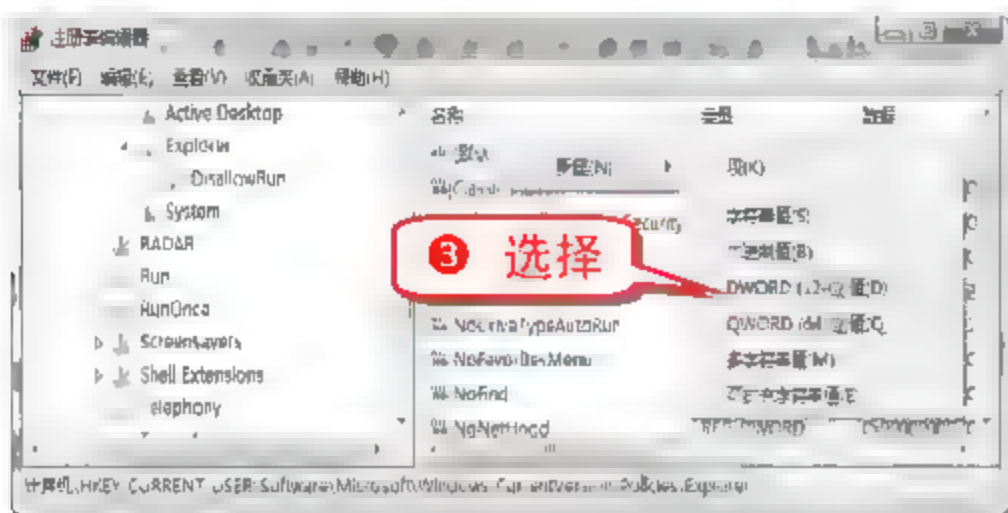 注册表编辑器
文件(F) 编辑(E) 查看(V) 收藏夹(A) 帮助(H)
Active Desktop
Explorer
DisallowRun
System
RADAR
Run
RunOnce
Screensavers
Shell Extensions
elephony
名称 类型 数据
(默认)
新建(N) 项(K)
Security
字符串值(S)
二进制值(B)
❸ 选择
DWORD (32-位)值(D)
NoDriveTypeAutoRun QWORD (64 位)值(Q)
NoFavoritesMenu 多字符串值(M)
NoFind 可扩充字符串值(E)
计算机\HKEY_CURRENT_USER\Software\Microsoft\Windows\CurrentVersion\Policies\Explorer